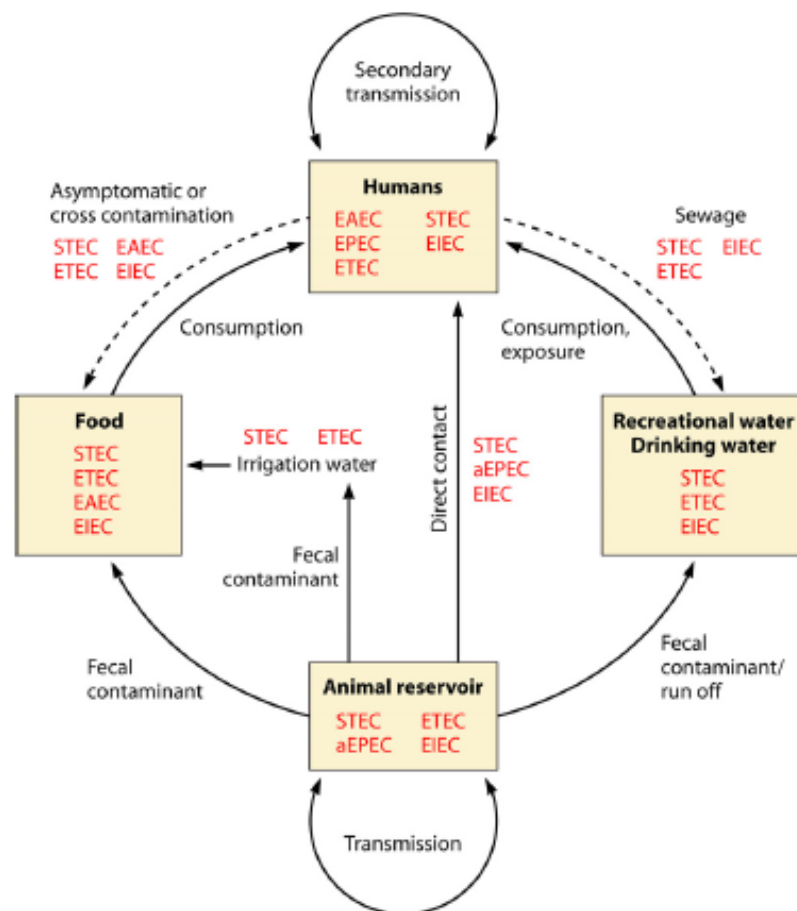 Secondary
transmission
Humans
EAEC STEC
EPEC EIEC
ETEC
Asymptomatic or
cross contamination
STEC EAEC
ETEC EIEC
Sewage
STEC EIEC
ETEC
Consumption
Consumption,
exposure
Food
STEC
ETEC
EAEC
EIEC
STEC ETEC
Irrigation water
Direct contact
STEC
aEPEC
EIEC
Recreational water
Drinking water
STEC
ETEC
EIEC
Fecal
contaminant
Fecal
contaminant
Fecal
contaminant/
run off
Animal reservoir
STEC ETEC
aEPEC EIEC
Transmission